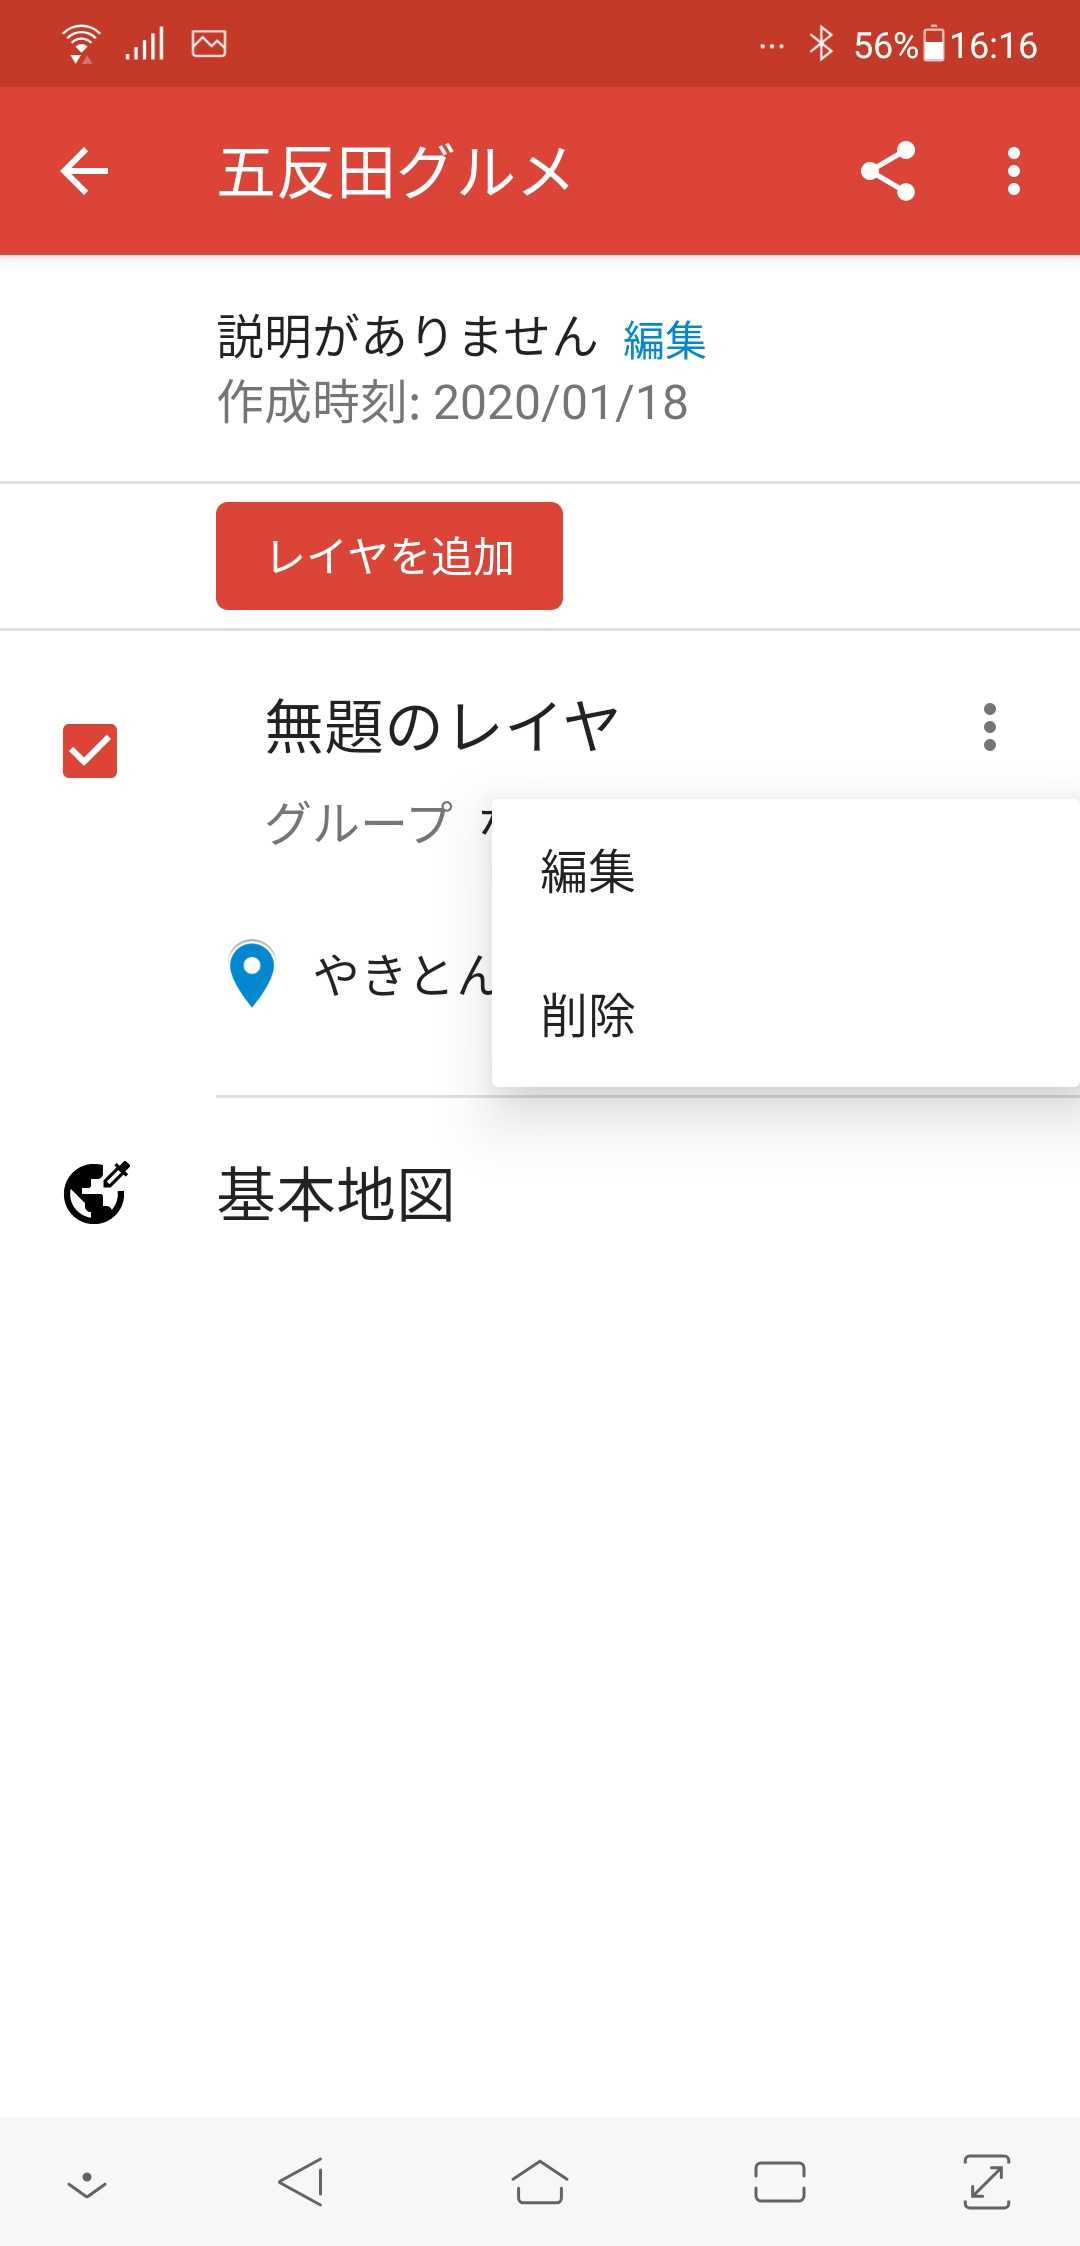 56% 16:16
五反田グルメ
説明がありません 編集
作成時刻: 2020/01/18
レイヤを追加
無題のレイヤ
グループ
編集
やきとん
削除
基本地図